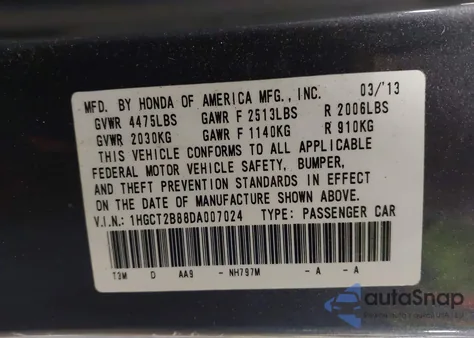 MFD. BY HONDA OF AMERICA MFG., INC. 03/'13
GVWR 4475LBS GAWR F 2513LBS R 2006LBS
GVWR 2030KG GAWR F 1140KG R 910KG
THIS VEHICLE CONFORMS TO ALL APPLICABLE
FEDERAL MOTOR VEHICLE SAFETY, BUMPER,
AND THEFT PREVENTION STANDARDS IN EFFECT
ON THE DATE OF MANUFACTURE SHOWN ABOVE.
V.I.N.: 1HGCT2B88DA007024 TYPE: PASSENGER CAR
T3M D AA9 - NH797M - A - A
autoSnap